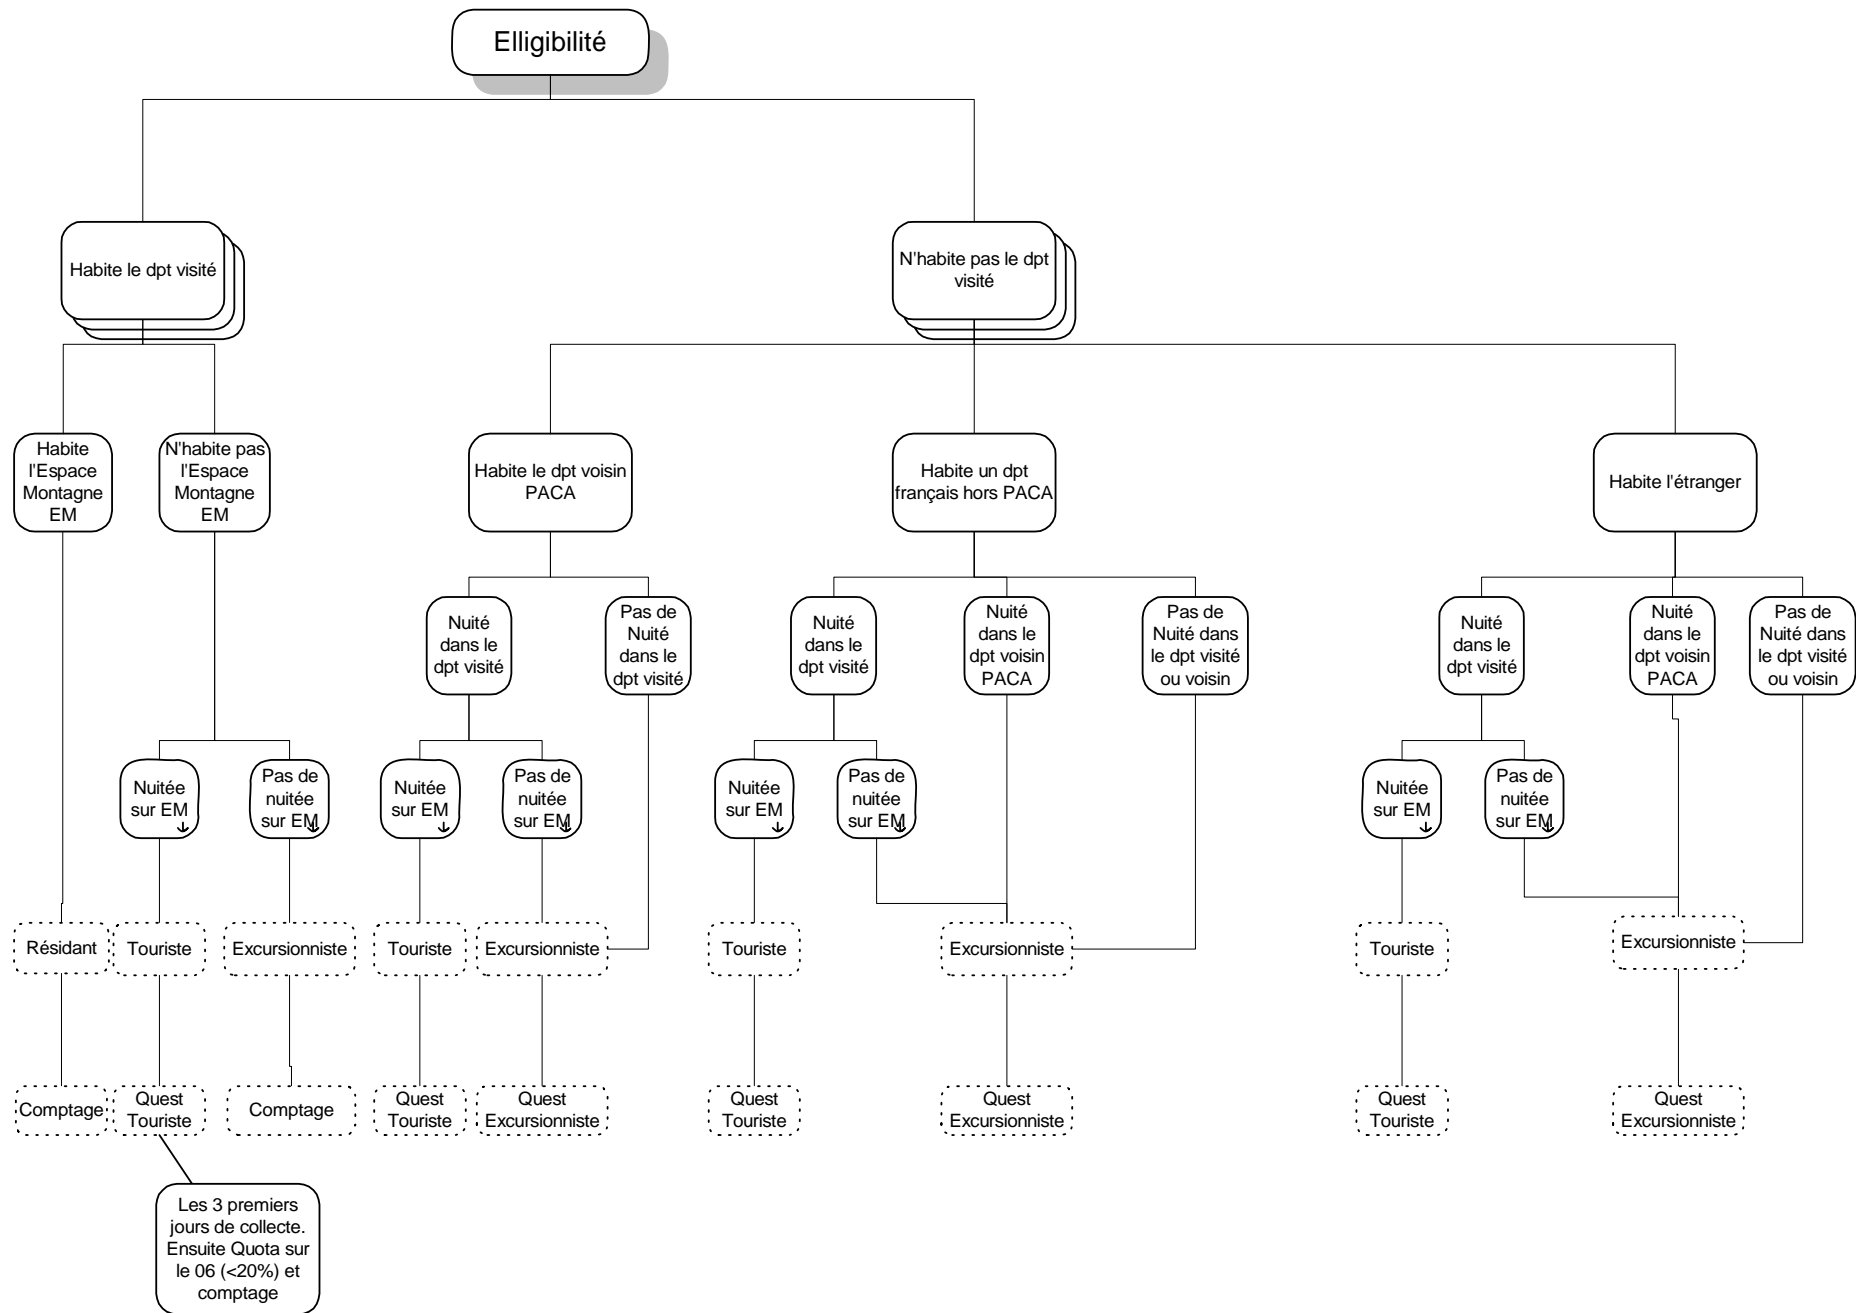 Elligibilité
Habite le dpt visité
N'habite pas le dpt
visité
Habite
l'Espace
Montagne
EM
N'habite pas
l'Espace
Montagne
EM
Habite le dpt voisin
PACA
Habite un dpt
français hors PACA
Habite l'étranger
Nuité
dans le
dpt visité
Pas de
Nuité
dans le
dpt visité
Nuité
dans le
dpt visité
Nuité
dans le
dpt voisin
PACA
Pas de
Nuité dans
le dpt visité
ou voisin
Nuité
dans le
dpt visité
Nuité
dans le
dpt voisin
PACA
Pas de
Nuité dans
le dpt visité
ou voisin
Nuitée
sur EM
Pas de
nuitée
sur EM
Nuitée
sur EM
Pas de
nuitée
sur EM
Nuitée
sur EM
Pas de
nuitée
sur EM
Nuitée
sur EM
Pas de
nuitée
sur EM
Résidant
Touriste
Excursionniste
Touriste
Excursionniste
Touriste
Excursionniste
Touriste
Excursionniste
Comptage
Quest
Touriste
Comptage
Quest
Touriste
Quest
Excursionniste
Quest
Touriste
Quest
Excursionniste
Quest
Touriste
Quest
Excursionniste
Les 3 premiers
jours de collecte.
Ensuite Quota sur
le 06 (<20%) et
comptage